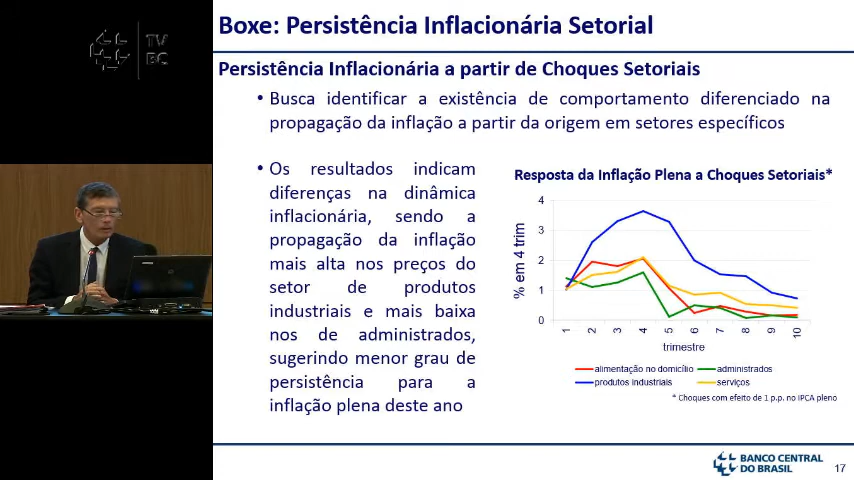 TV
BC
Boxe: Persistência Inflacionária Setorial
Persistência Inflacionária a partir de Choques Setoriais
• Busca identificar a existência de comportamento diferenciado na
propagação da inflação a partir da origem em setores específicos
• Os resultados indicam
diferenças na dinâmica
inflacionária, sendo a
propagação da inflação
mais alta nos preços do
setor de produtos
industriais e mais baixa
nos de administrados,
sugerindo menor grau de
persistência para a
inflação plena deste ano
Resposta da Inflação Plena a Choques Setoriais*
% em 4 trim
4
3
2
1
0
1 2 3 4 5 6 7 8 9 10
trimestre
alimentação no domicílio administrados
produtos industriais serviços
* Choques com efeito de 1 p.p. no IPCA pleno
BANCO CENTRAL
DO BRASIL
17